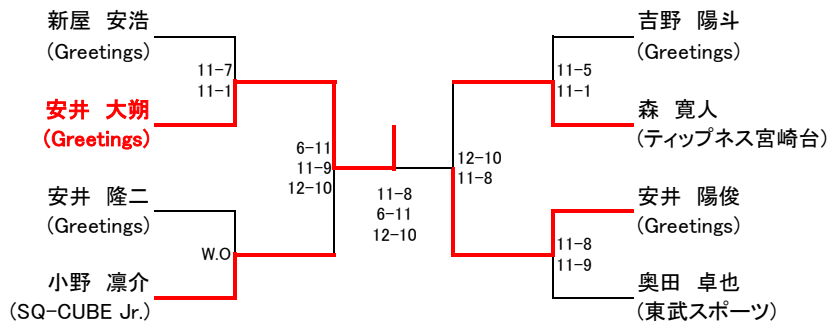 新屋 安浩
(Greetings)
11-7
11-1
安井 大朔
(Greetings)
6-11
11-9
12-10
安井 隆二
(Greetings)
W.O
小野 凛介
(SQ-CUBE Jr.)
11-8
6-11
12-10
吉野 陽斗
(Greetings)
11-5
11-1
森 寛人
(ティップネス宮崎台)
12-10
11-8
安井 陽俊
(Greetings)
11-8
11-9
奥田 卓也
(東武スポーツ)